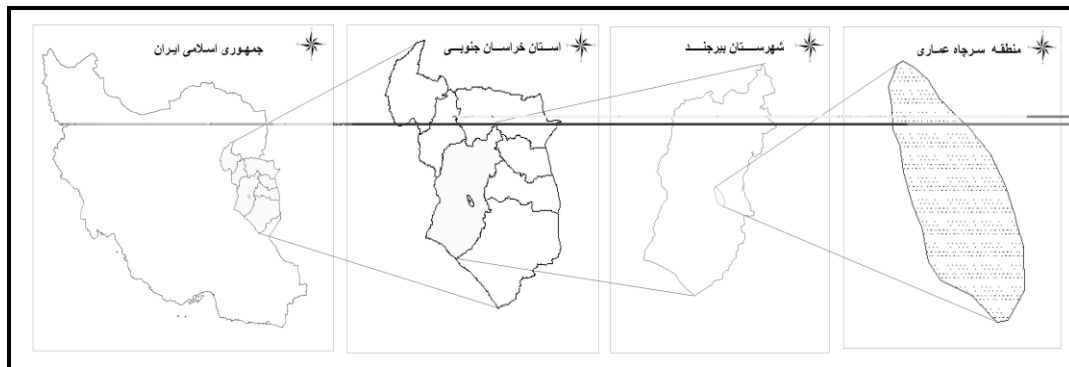 جمهوری اسلامی ایران
استان خراسان جنوبی
شهرستان بیرجند
منطقه سرچاه عماری